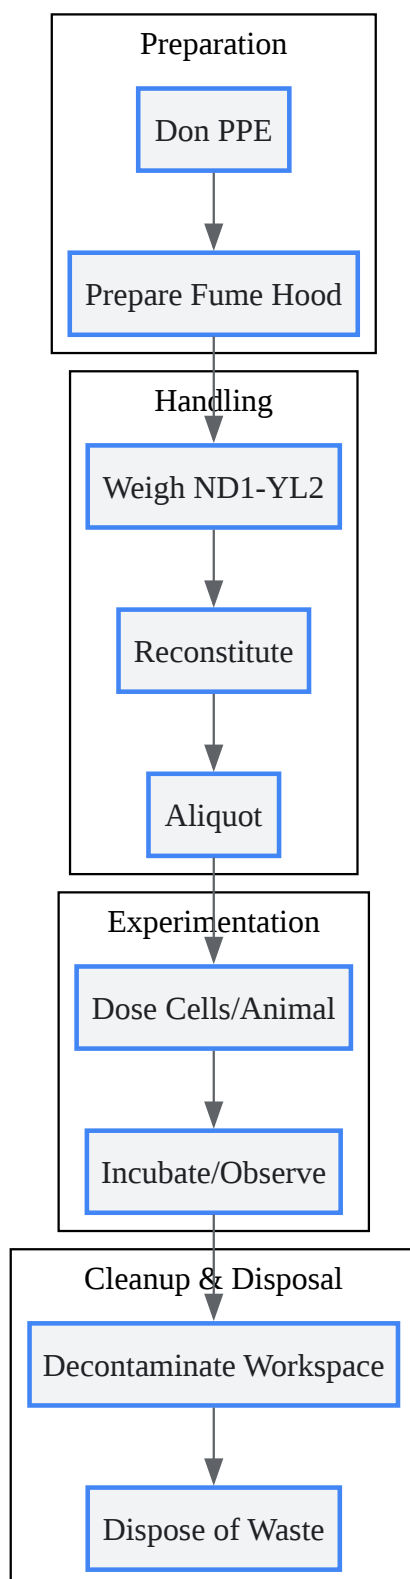 Preparation
Don PPE
Prepare Fume Hood
Handling
Weigh ND1-YL2
Reconstitute
Aliquot
Experimentation
Dose Cells/Animal
Incubate/Observe
Cleanup & Disposal
Decontaminate Workspace
Dispose of Waste